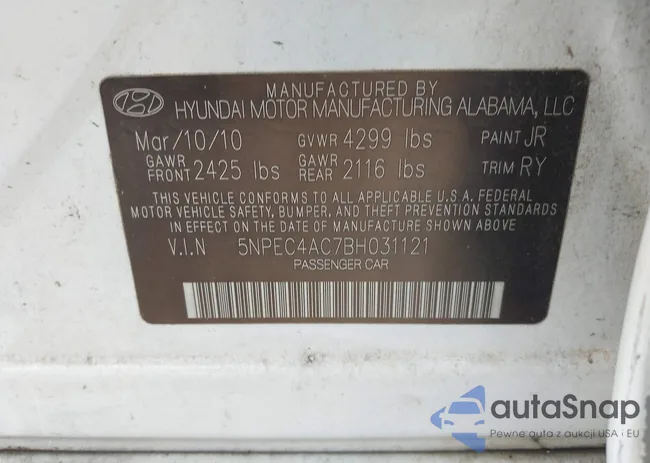 MANUFACTURED BY
HYUNDAI MOTOR MANUFACTURING ALABAMA, LLC
Mar/10/10 GVWR 4299 lbs PAINT JR
GAWR FRONT 2425 lbs GAWR REAR 2116 lbs TRIM RY
THIS VEHICLE CONFORMS TO ALL APPLICABLE U.S.A. FEDERAL
MOTOR VEHICLE SAFETY, BUMPER, AND THEFT PREVENTION STANDARDS
IN EFFECT ON THE DATE OF MANUFACTURE SHOWN ABOVE
V.I.N 5NPEC4AC7BH031121
PASSENGER CAR
autaSnap
Pewne auta z aukcji USA i EU